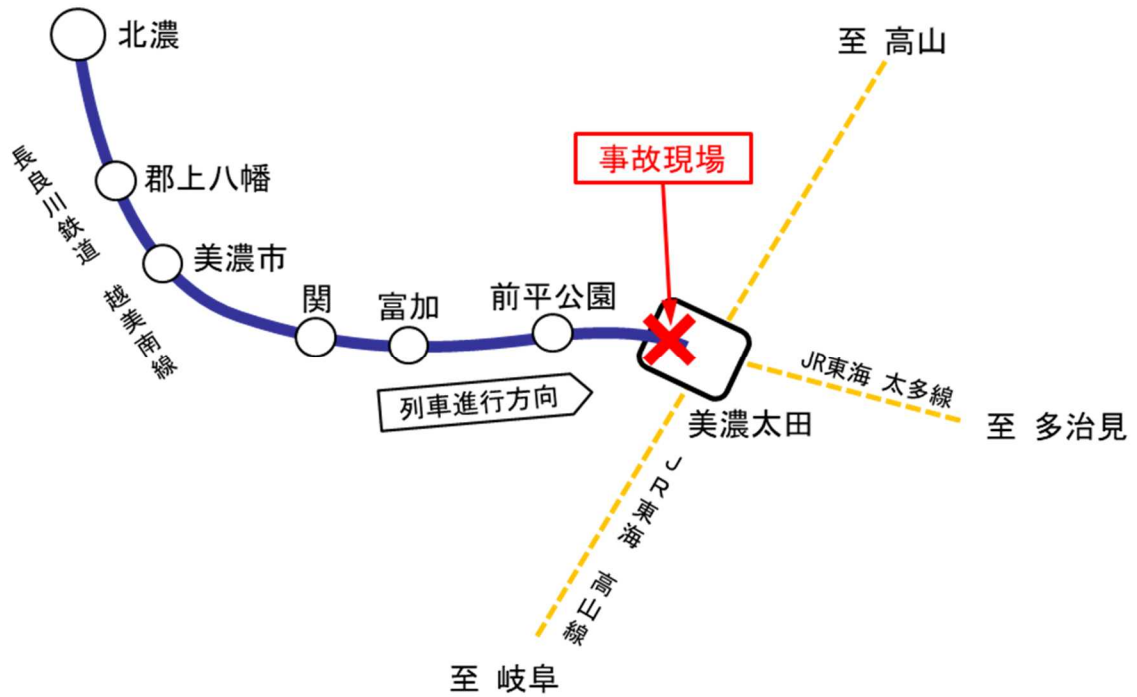 北濃
至 高山
事故現場
郡上八幡
長良川鉄道 越美南線
美濃市
関
富加
前平公園
列車進行方向
JR東海 太多線
美濃太田
至 多治見
JR東海 高山線
至 岐阜